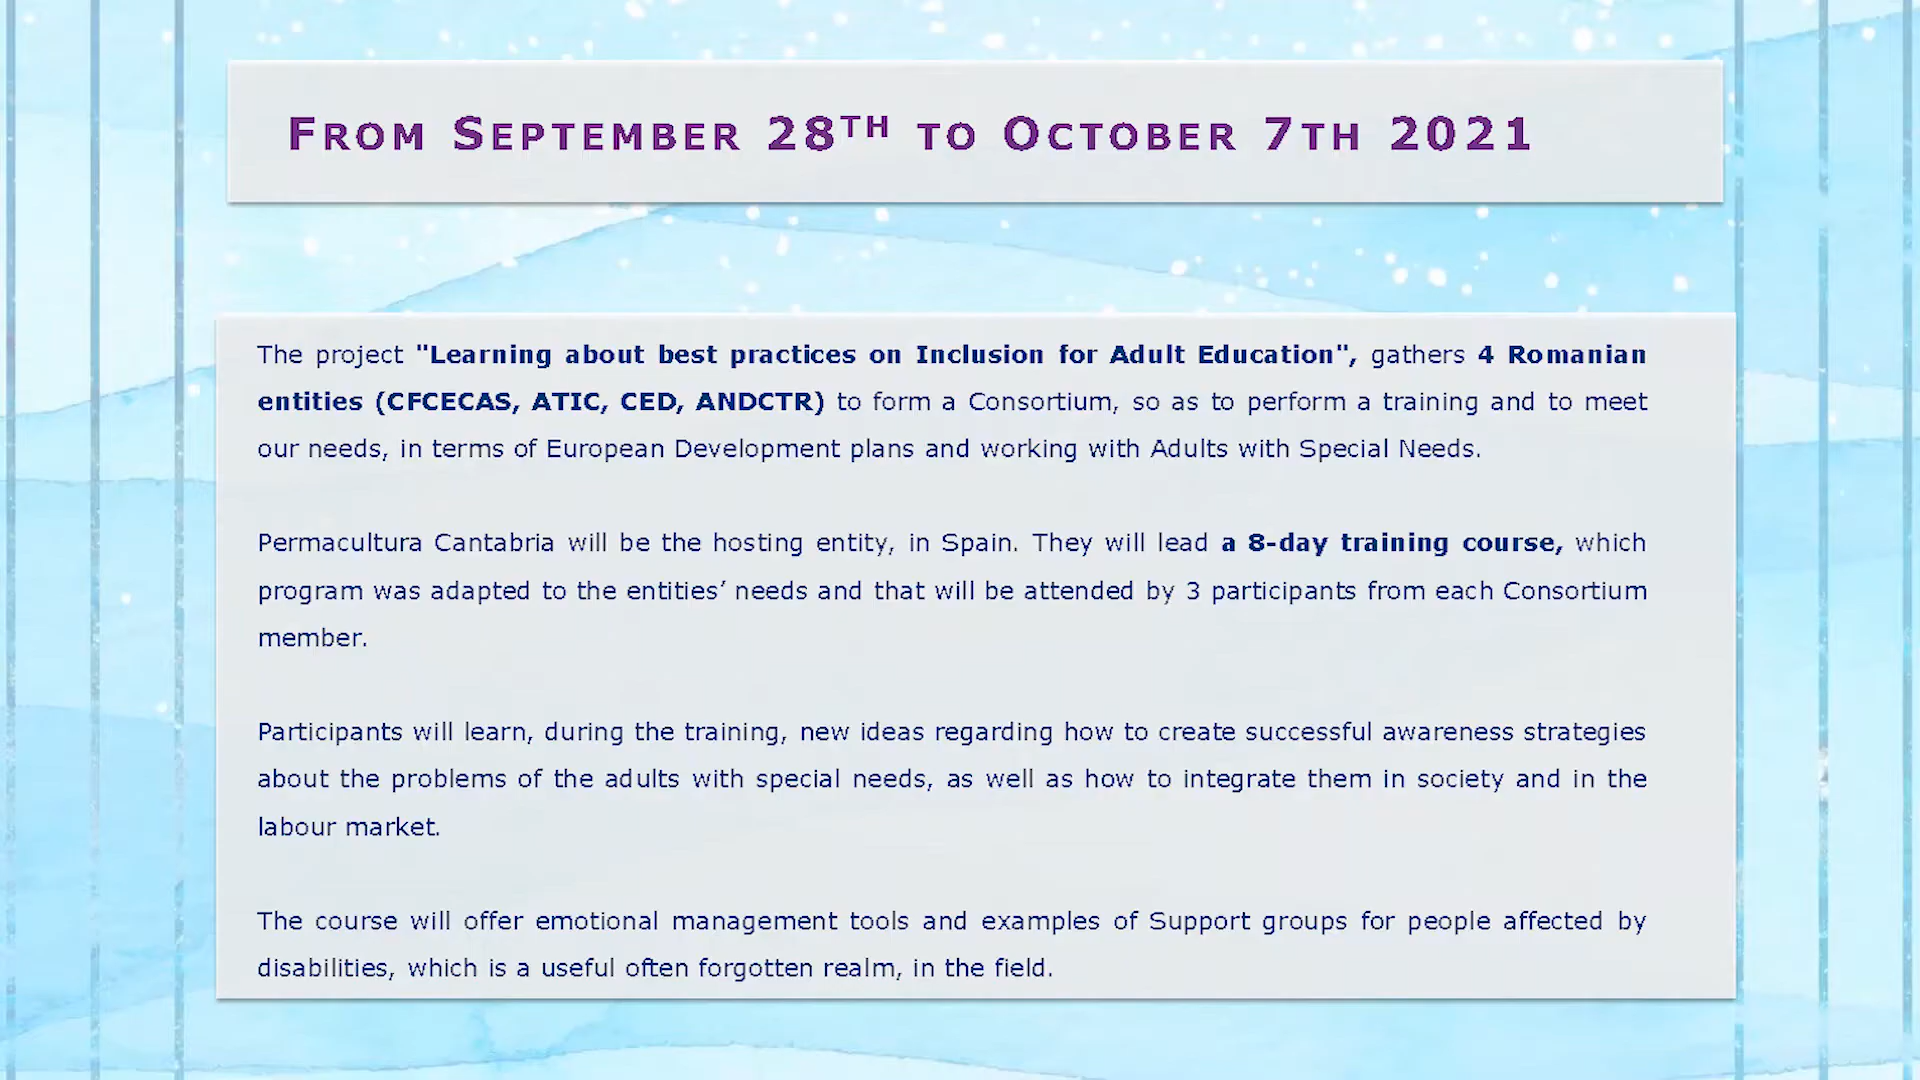 From September 28th to October 7th 2021
The project "Learning about best practices on Inclusion for Adult Education", gathers 4 Romanian
entities (CFCECAS, ATIC, CED, ANDCTR) to form a Consortium, so as to perform a training and to meet
our needs, in terms of European Development plans and working with Adults with Special Needs.
Permacultura Cantabria will be the hosting entity, in Spain. They will lead a 8-day training course, which
program was adapted to the entities’ needs and that will be attended by 3 participants from each Consortium
member.
Participants will learn, during the training, new ideas regarding how to create successful awareness strategies
about the problems of the adults with special needs, as well as how to integrate them in society and in the
labour market.
The course will offer emotional management tools and examples of Support groups for people affected by
disabilities, which is a useful often forgotten realm, in the field.